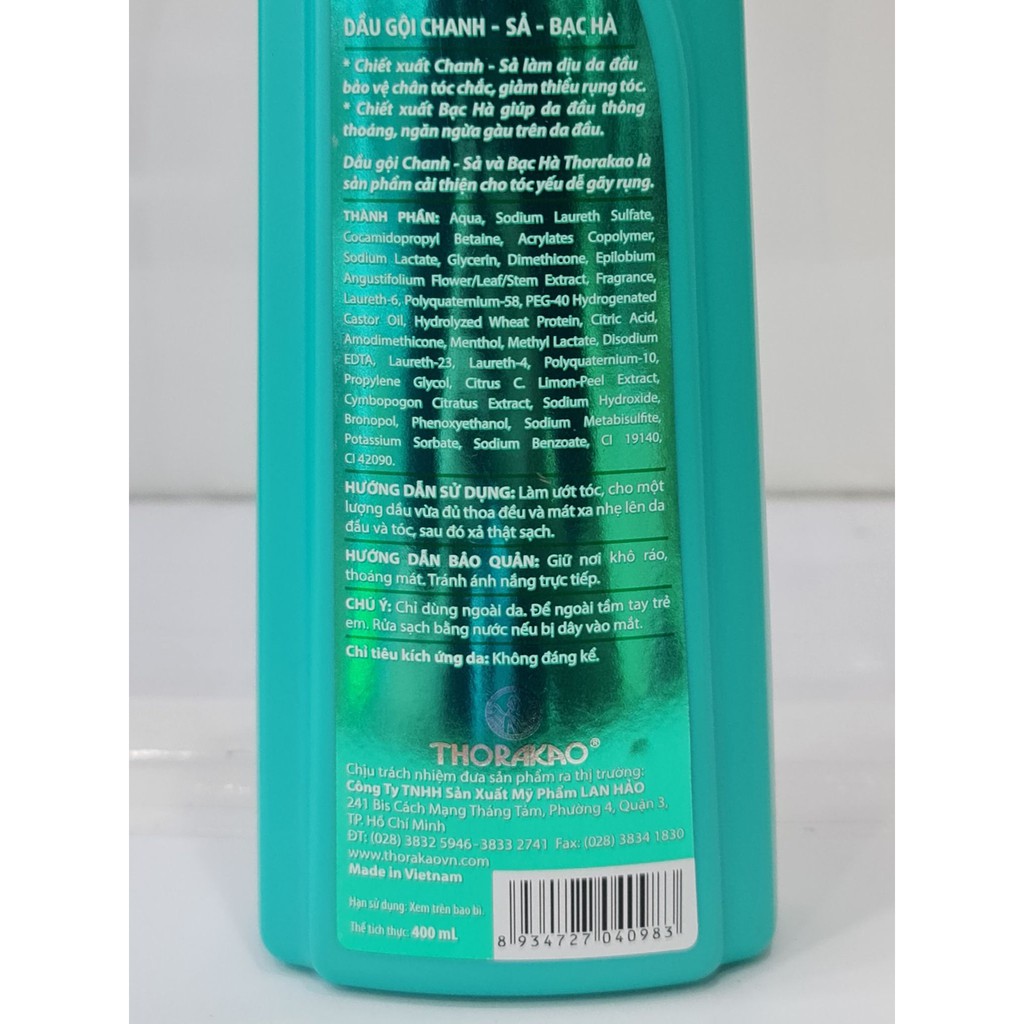 DẦU GỘI CHANH - SẢ - BẠC HÀ
* Chiết xuất Chanh - Sả làm dịu da đầu
bảo vệ chân tóc chắc, giảm thiểu rụng tóc.
* Chiết xuất Bạc Hà giúp da đầu thông
thoáng, ngăn ngừa gàu trên da đầu.
Dầu gội Chanh - Sả và Bạc Hà Thorakao là
sản phẩm cải thiện cho tóc yếu dễ gãy rụng.
THÀNH PHẦN: Aqua, Sodium Laureth Sulfate,
Cocamidopropyl Betaine, Acrylates Copolymer,
Sodium Lactate, Glycerin, Dimethicone, Epilobium
Angustifolium Flower/Leaf/Stem Extract, Fragrance,
Laureth-6, Polyquaternium-58, PEG-40 Hydrogenated
Castor Oil, Hydrolyzed Wheat Protein, Citric Acid,
Amodimethicone, Menthol, Methyl Lactate, Disodium
EDTA, Laureth-23, Laureth-4, Polyquaternium-10,
Propylene Glycol, Citrus C. Limon-Peel Extract,
Cymbopogon Citratus Extract, Sodium Hydroxide,
Bronopol, Phenoxyethanol, Sodium Metabisulfite,
Potassium Sorbate, Sodium Benzoate, CI 19140,
CI 42090.
HƯỚNG DẪN SỬ DỤNG: Làm ướt tóc, cho một
lượng dầu vừa đủ thoa đều và mát xa nhẹ lên da
đầu và tóc, sau đó xả thật sạch.
HƯỚNG DẪN BẢO QUẢN: Giữ nơi khô ráo,
thoáng mát. Tránh ánh nắng trực tiếp.
CHÚ Ý: Chỉ dùng ngoài da. Để ngoài tầm tay trẻ
em. Rửa sạch bằng nước nếu bị dây vào mắt.
Chỉ tiêu kích ứng da: Không đáng kể.
THORAKAO®
Chịu trách nhiệm đưa sản phẩm ra thị trường:
Công Ty TNHH Sản Xuất Mỹ Phẩm LAN HẢO
241 Bis Cách Mạng Tháng Tám, Phường 4, Quận 3,
TP. Hồ Chí Minh
ĐT: (028) 3832 5946 - 3833 2741 Fax: (028) 3834 1830
www.thorakaovn.com
Made in Vietnam
Hạn sử dụng: Xem trên bao bì.
Thể tích thực: 400 mL
8 934727 040983